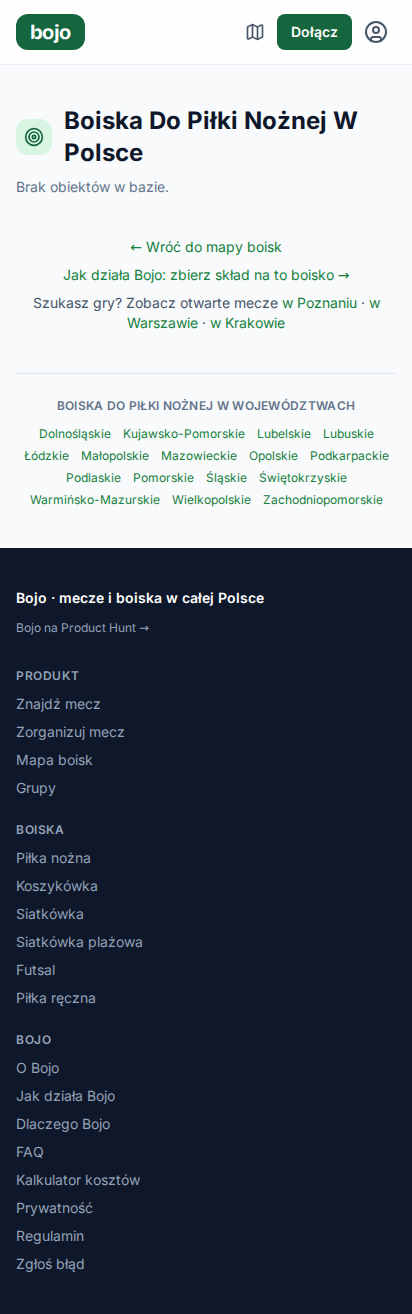 bojo
Dołącz
Boiska Do Piłki Nożnej W
Polsce
Brak obiektów w bazie.
← Wróć do mapy boisk
Jak działa Bojo: zbierz skład na to boisko →
Szukasz gry? Zobacz otwarte mecze w Poznaniu · w
Warszawie · w Krakowie
BOISKA DO PIŁKI NOŻNEJ W WOJEWÓDZTWACH
Dolnośląskie Kujawsko-Pomorskie Lubelskie Lubuskie
Łódzkie Małopolskie Mazowieckie Opolskie Podkarpackie
Podlaskie Pomorskie Śląskie Świętokrzyskie
Warmińsko-Mazurskie Wielkopolskie Zachodniopomorskie
Bojo · mecze i boiska w całej Polsce
Bojo na Product Hunt →
PRODUKT
Znajdź mecz
Zorganizuj mecz
Mapa boisk
Grupy
BOISKA
Piłka nożna
Koszykówka
Siatkówka
Siatkówka plażowa
Futsal
Piłka ręczna
BOJO
O Bojo
Jak działa Bojo
Dlaczego Bojo
FAQ
Kalkulator kosztów
Prywatność
Regulamin
Zgłoś błąd